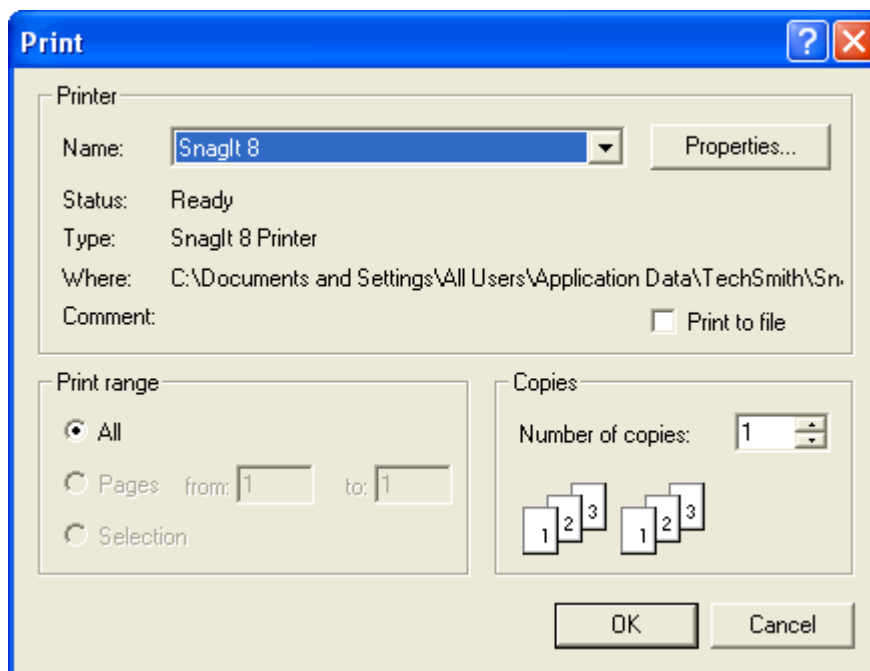 Print
Printer
Name: SnagIt 8 Properties...
Status: Ready
Type: SnagIt 8 Printer
Where: C:\Documents and Settings\All Users\Application Data\TechSmith\Sn
Comment: Print to file
Print range
All
Pages from: 1 to: 1
Selection
Copies
Number of copies: 1
1 2 3 1 2 3
OK Cancel